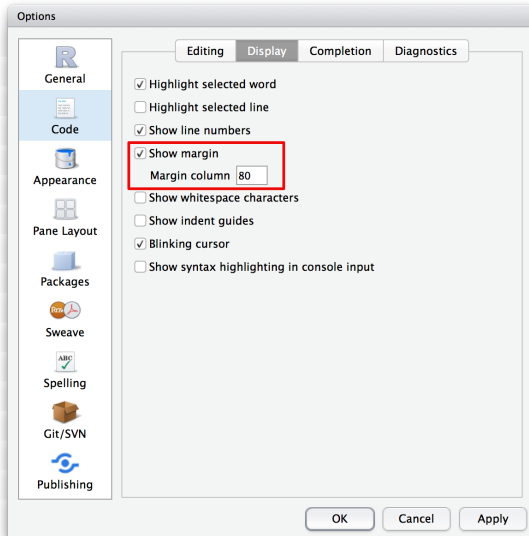 Options
General
Code
Appearance
Pane Layout
Packages
Sweave
ABC
Spelling
Git/SVN
Publishing
Editing Display Completion Diagnostics
Highlight selected word
Highlight selected line
Show line numbers
Show margin
Margin column 80
Show whitespace characters
Show indent guides
Blinking cursor
Show syntax highlighting in console input
OK Cancel Apply